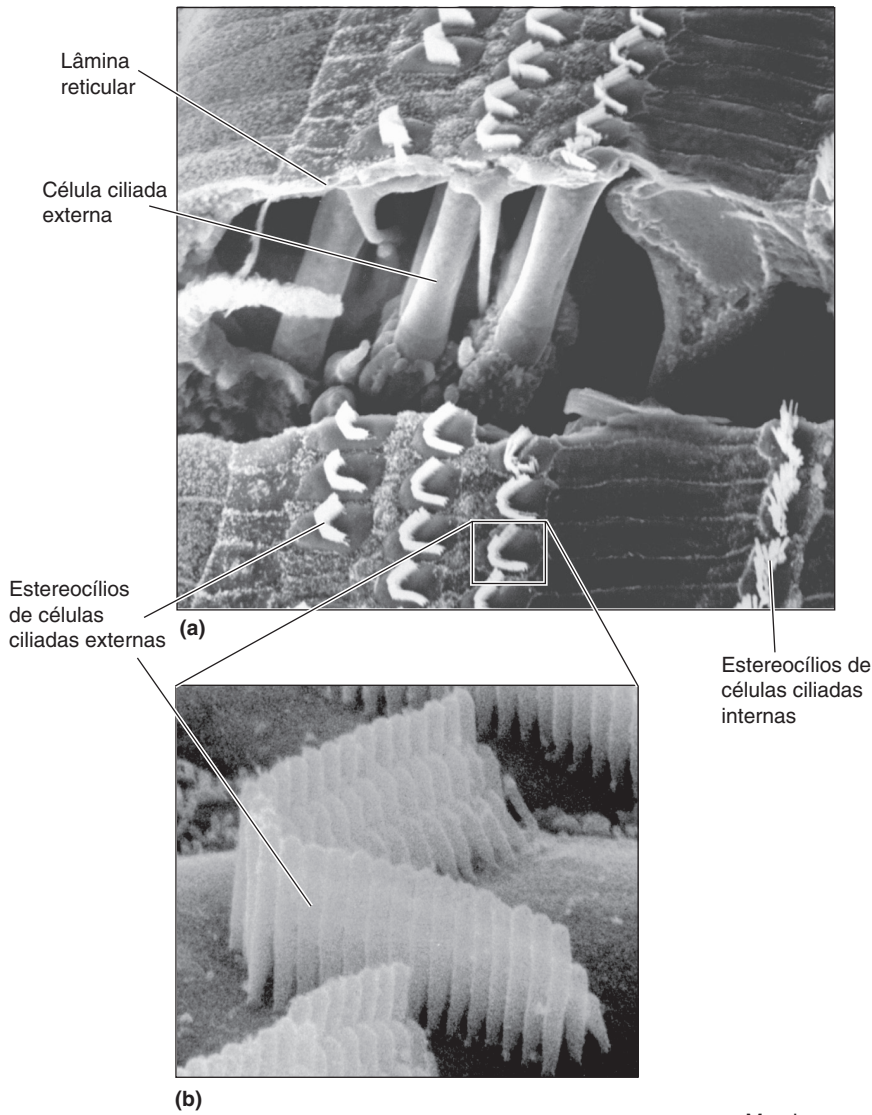 Lâmina
reticular
Célula ciliada
externa
Estereocílios
de células
ciliadas externas
(a)
Estereocílios de
células ciliadas
internas
(b)